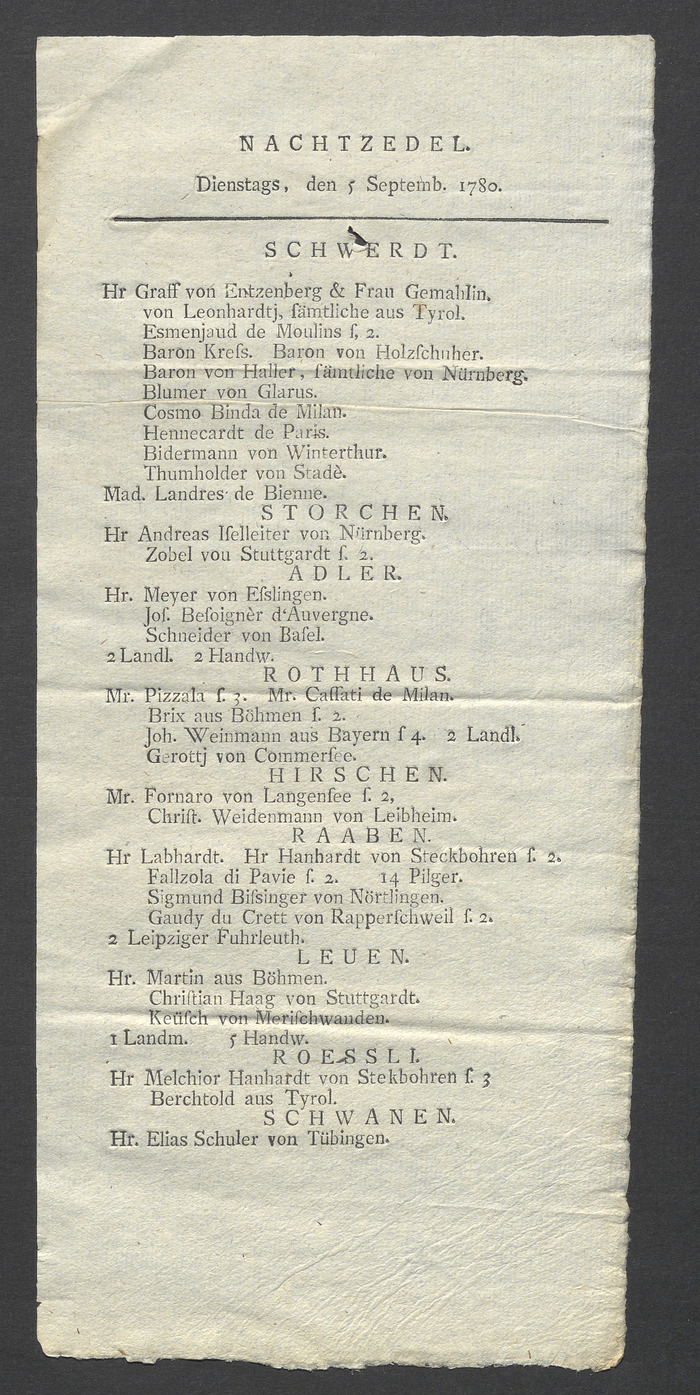 NACHTZEDEL.
Dienstags, den 5 Septemb. 1780.
SCHWERDT.
Hr Graff von Entzenberg & Frau Gemahlin,
von Leonhardtj, ſämtliche aus Tyrol.
Esmenjaud de Moulins ſ, 2.
Baron Kreſs. Baron von Holzſchuher.
Baron von Haller, ſämtliche von Nürnberg.
Blumer von Glarus.
Cosmo Binda de Milan.
Hennecardt de Paris.
Bidermann von Winterthur.
Thumholder von Stadè.
Mad. Landres de Bienne.
STORCHEN.
Hr Andreas Iſelleiter von Nürnberg.
Zobel vou Stuttgardt ſ. 2.
ADLER.
Hr. Meyer von Eſslingen.
Joſ. Beſoignèr d'Auvergne.
Schneider von Baſel.
2 Landl. 2 Handw.
ROTHHAUS.
Mr. Pizzala ſ. 3. Mr. Caſſati de Milan.
Brix aus Böhmen ſ. 2.
Joh. Weinmann aus Bayern ſ 4. 2 Landl.
Gerottj von Commerſee.
HIRSCHEN.
Mr. Fornaro von Langenſee ſ. 2,
Chriſt. Weidenmann von Leibheim.
RAABEN.
Hr Labhardt. Hr Hanhardt von Steckbohren ſ. 2.
Fallzola di Pavie ſ. 2. 14 Pilger.
Sigmund Biſsinger von Nörtlingen.
Gaudy du Crett von Rapperſchweil ſ. 2.
2 Leipziger Fuhrleuth.
LEUEN.
Hr. Martin aus Böhmen.
Chriſtian Haag von Stuttgardt.
Keüſch von Meriſchwanden.
1 Landm. 5 Handw.
ROESSLI.
Hr Melchior Hanhardt von Stekbohren ſ. 3
Berchtold aus Tyrol.
SCHWANEN.
Hr. Elias Schuler von Tübingen.